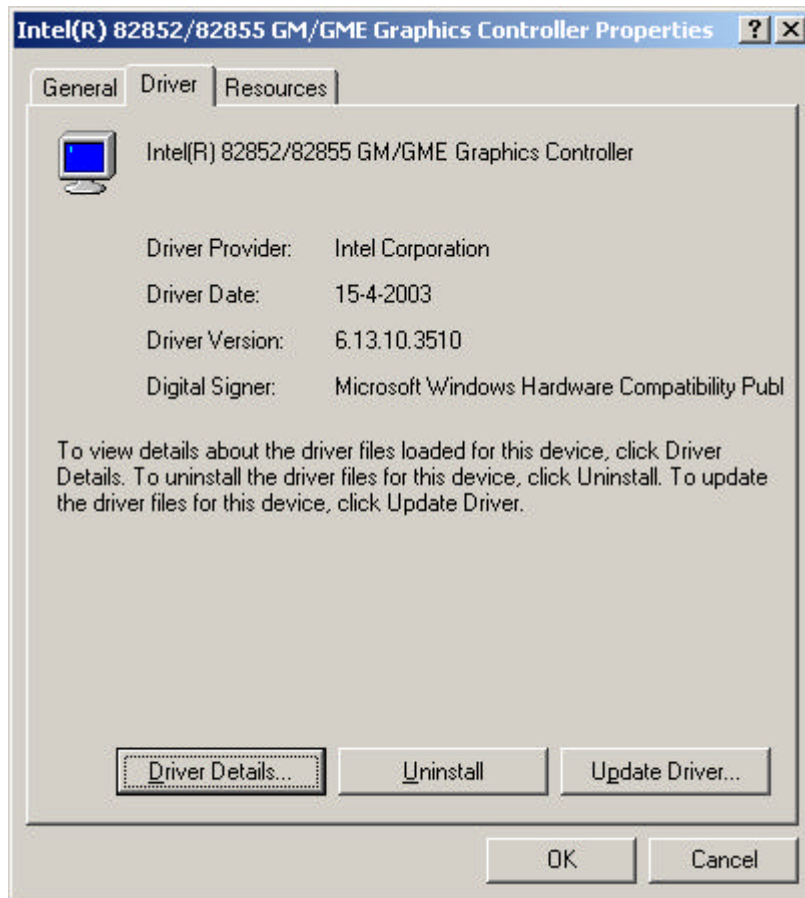 Intel(R) 82852/82855 GM/GME Graphics Controller Properties
General Driver Resources
Intel(R) 82852/82855 GM/GME Graphics Controller
Driver Provider: Intel Corporation
Driver Date: 15-4-2003
Driver Version: 6.13.10.3510
Digital Signer: Microsoft Windows Hardware Compatibility Publ
To view details about the driver files loaded for this device, click Driver
Details. To uninstall the driver files for this device, click Uninstall. To update
the driver files for this device, click Update Driver.
Driver Details... Uninstall Update Driver...
OK Cancel